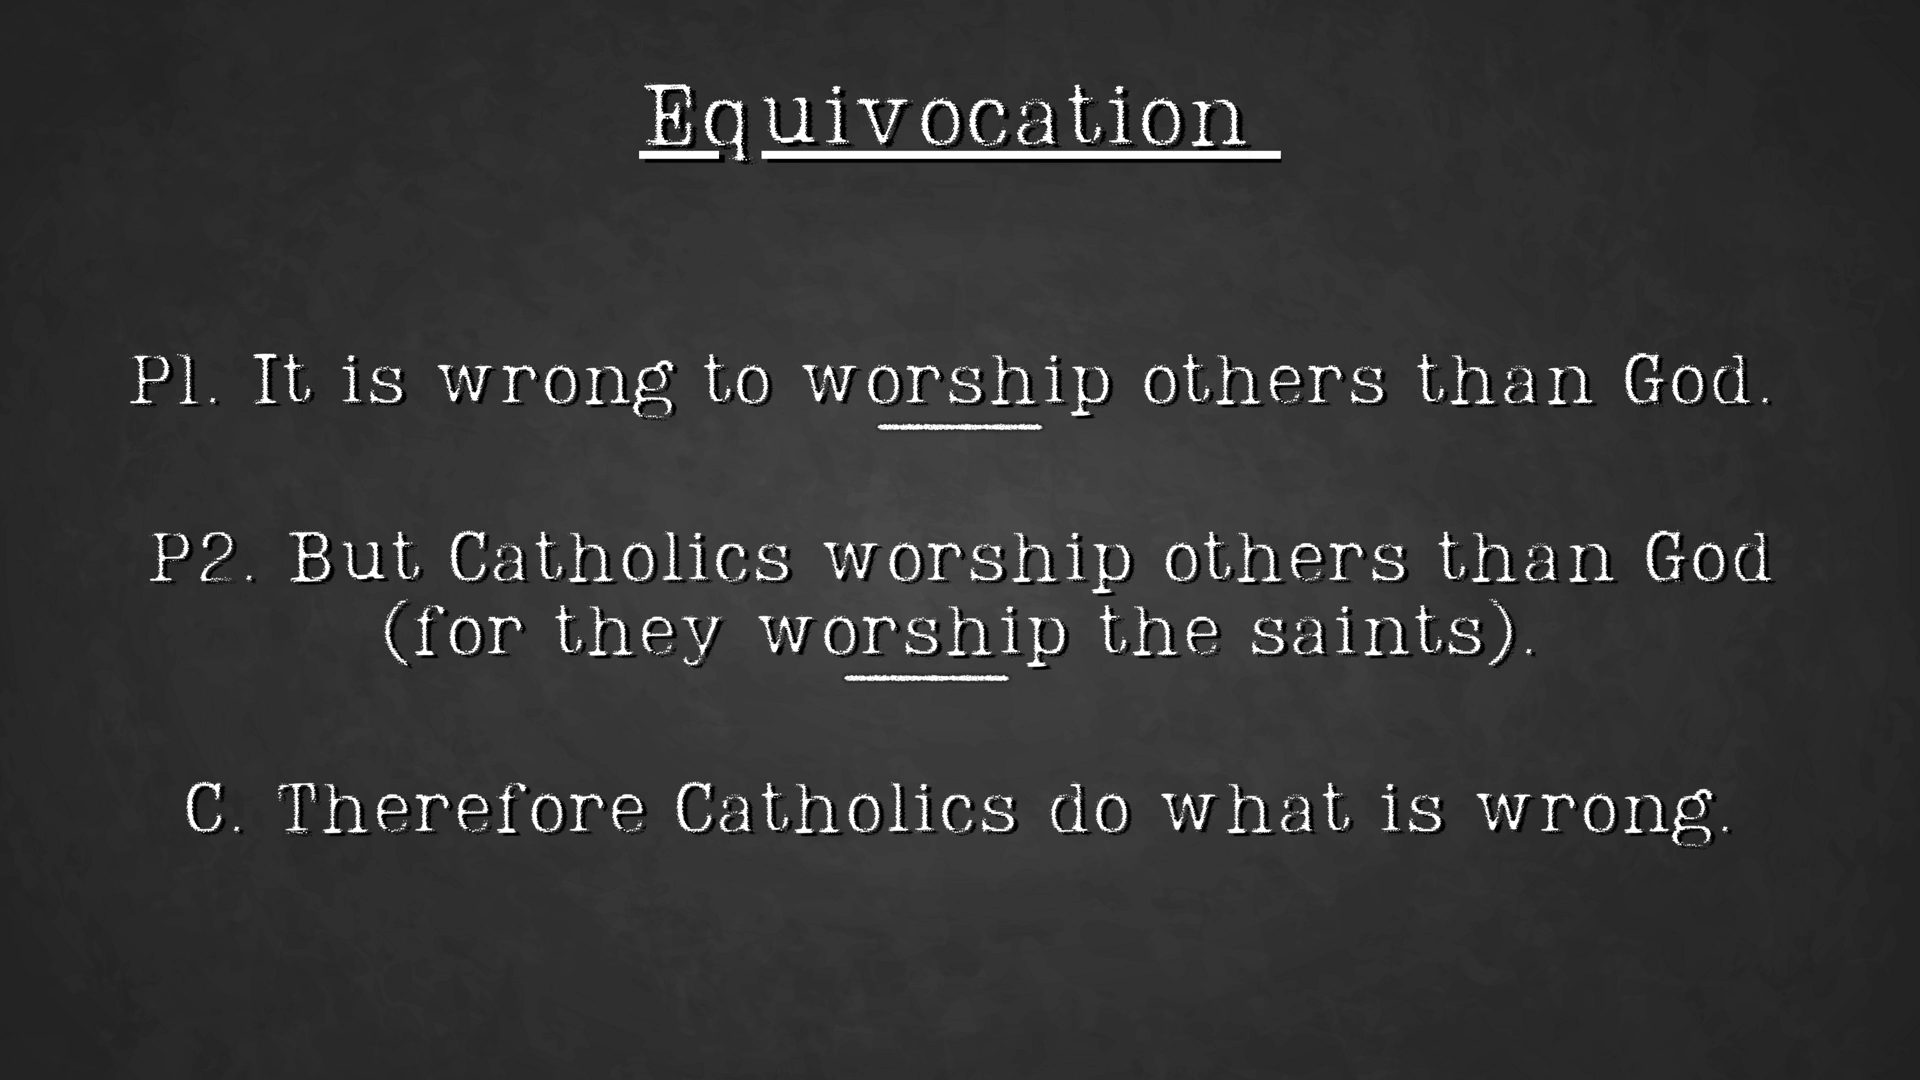 Equivocation
P1. It is wrong to worship others than God.
P2. But Catholics worship others than God
(for they worship the saints).
C. Therefore Catholics do what is wrong.